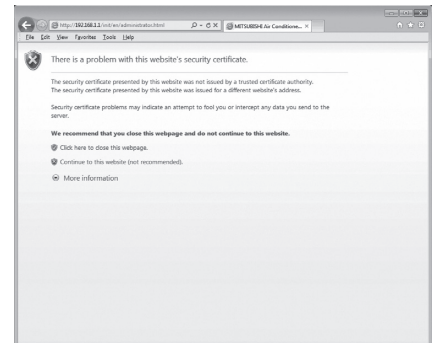 http://192.168.1.1/init/en/administrator.html
MITSUBISHI Air Conditione...
File Edit View Favorites Tools Help
There is a problem with this website's security certificate.
The security certificate presented by this website was not issued by a trusted certificate authority.
The security certificate presented by this website was issued for a different website's address.
Security certificate problems may indicate an attempt to fool you or intercept any data you send to the
server.
We recommend that you close this webpage and do not continue to this website.
Click here to close this webpage.
Continue to this website (not recommended).
More information